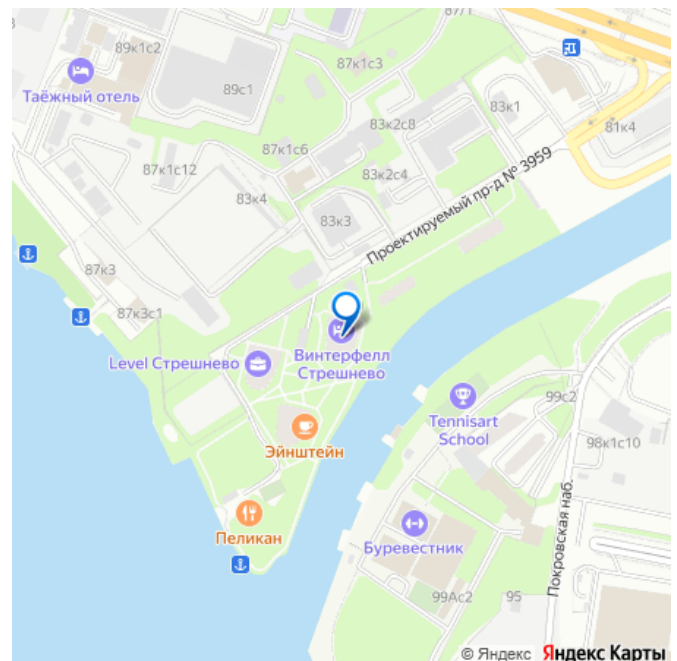 87/1
89к1с2
87к1с3
Таёжный отель
89с1
83к1
83к2с8
81к4
87к1с6
87к1с12
83к2с4
83к4
83к3
Проектируемый пр-д № 3959
87к3
87к3с1
Level Стрешнево
Винтерфелл
Стрешнево
99с2
Tennisart
School
98к1с10
Эйнштейн
Покровская наб.
Пеликан
Буревестник
99Ас2
95
© Яндекс Яндекс Карты